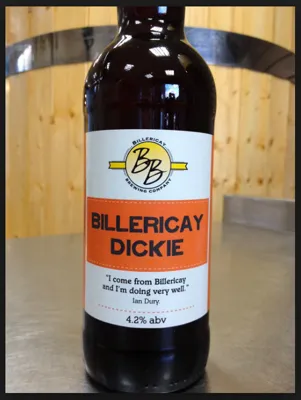 BILLERICAY
BB
BREWING COMPANY
BILLERICAY
DICKIE
"I come from Billericay
and I'm doing very well."
Ian Dury.
4.2% abv